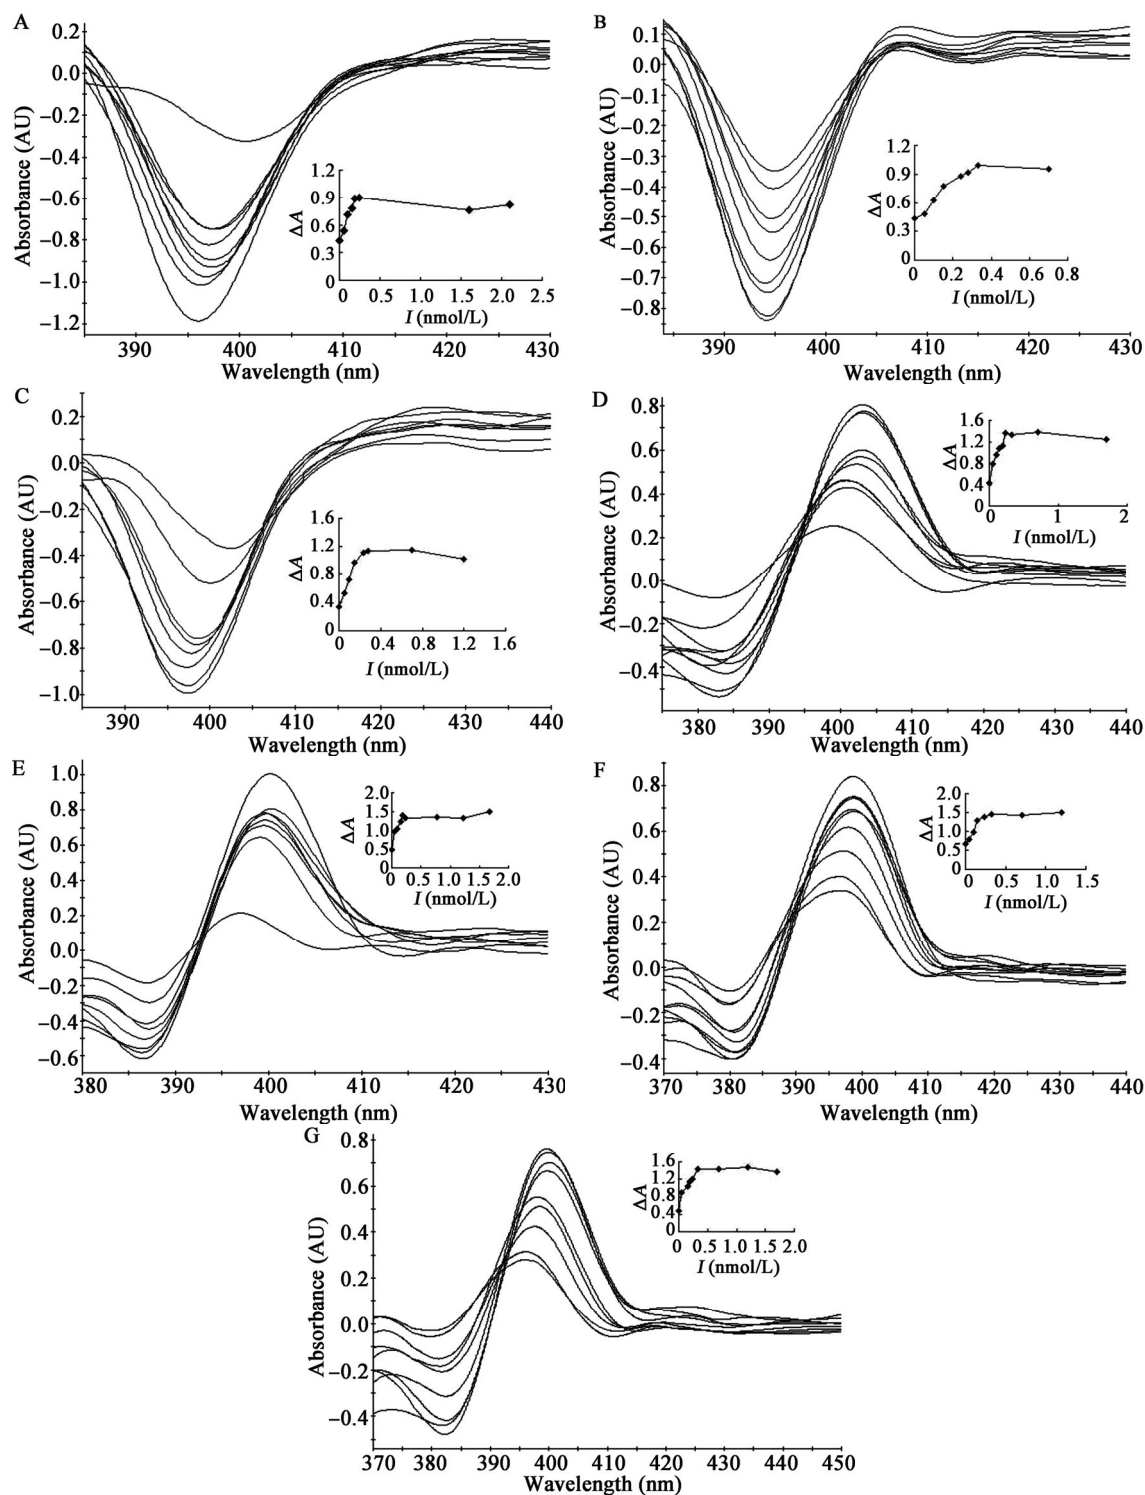 A
0.2
0.0
−0.2
−0.4
−0.6
−0.8
−1.0
−1.2
Absorbance (AU)
390 400 410 420 430
Wavelength (nm)
1.2
0.9
0.6
0.3
0
ΔA
0 0.5 1.0 1.5 2.0 2.5
I (nmol/L)
B
0.1
0.0
−0.1
−0.2
−0.3
−0.4
−0.5
−0.6
−0.7
−0.8
Absorbance (AU)
390 400 410 420 430
Wavelength (nm)
1.2
0.9
0.6
0.3
0
ΔA
0 0.2 0.4 0.6 0.8
I (nmol/L)
C
0.2
0.0
−0.2
−0.4
−0.6
−0.8
−1.0
Absorbance (AU)
390 400 410 420 430 440
Wavelength (nm)
1.6
1.2
0.8
0.4
0
ΔA
0 0.4 0.8 1.2 1.6
I (nmol/L)
D
0.8
0.6
0.4
0.2
0.0
−0.2
−0.4
Absorbance (AU)
380 390 400 410 420 430 440
Wavelength (nm)
1.6
1.2
0.8
0.4
0
ΔA
0 1 2
I (nmol/L)
E
1.0
0.8
0.6
0.4
0.2
0.0
−0.2
−0.4
−0.6
Absorbance (AU)
380 390 400 410 420 430
Wavelength (nm)
2.0
1.5
1.0
0.5
0
ΔA
0 0.5 1.0 1.5 2.0
I (nmol/L)
F
0.8
0.6
0.4
0.2
0.0
−0.2
−0.4
Absorbance (AU)
370 380 390 400 410 420 430 440
Wavelength (nm)
2.0
1.5
1.0
0.5
0
ΔA
0 0.5 1.0 1.5
I (nmol/L)
G
0.8
0.6
0.4
0.2
0.0
−0.2
−0.4
Absorbance (AU)
370 380 390 400 410 420 430 440 450
Wavelength (nm)
1.6
1.2
0.8
0.4
0
ΔA
0 0.5 1.0 1.5 2.0
I (nmol/L)